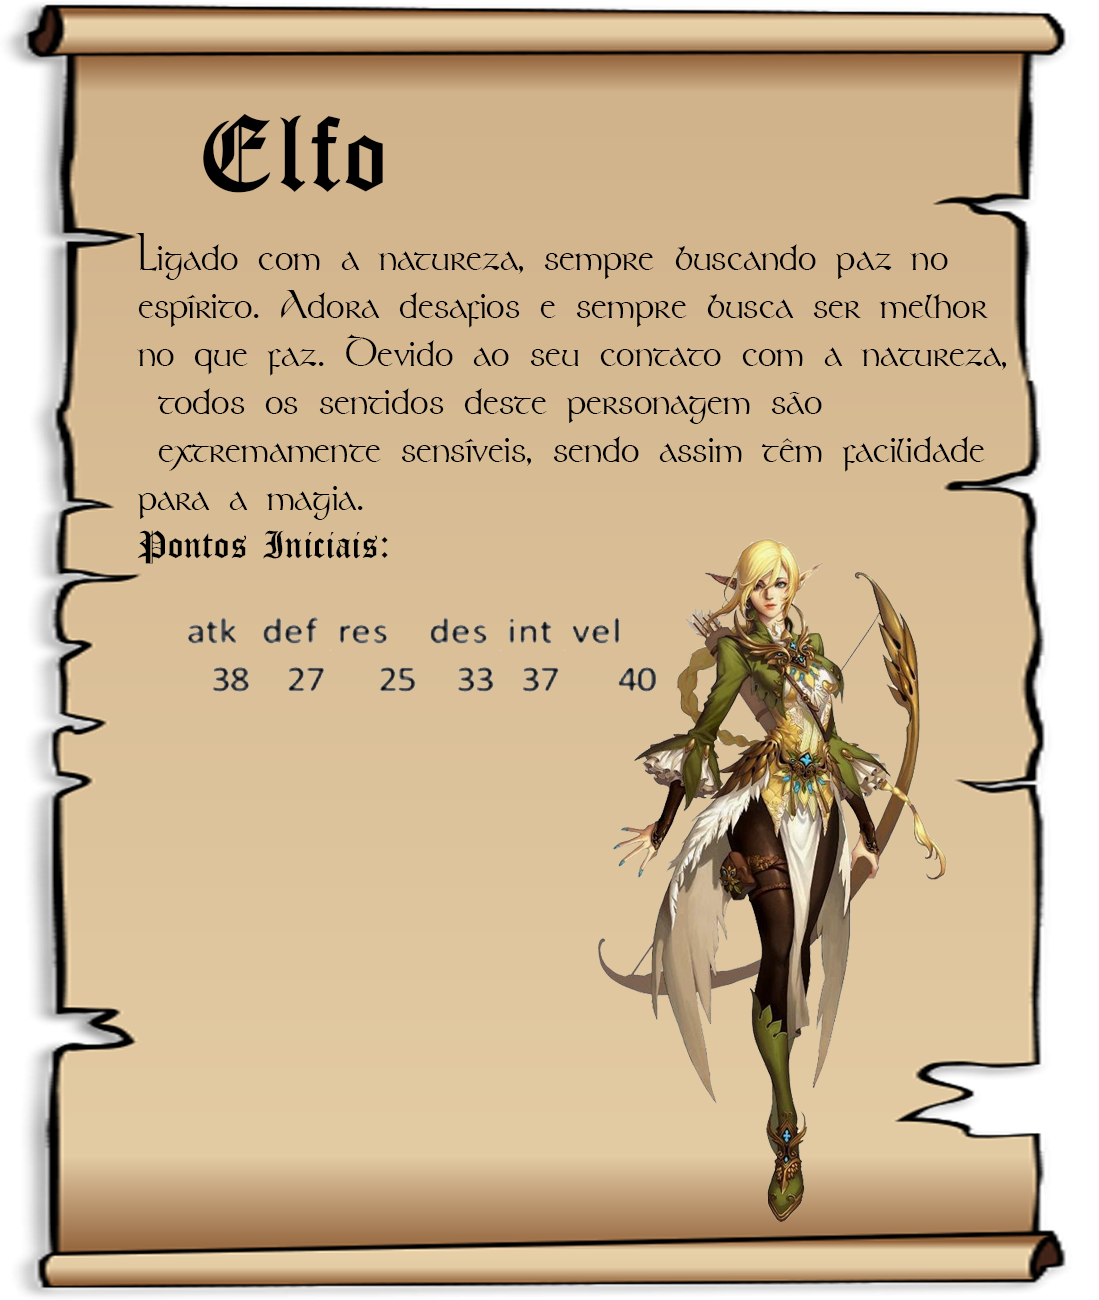 Elfo
Ligado com a natureza, sempre buscando paz no
espírito. Adora desafios e sempre busca ser melhor
no que faz. Devido ao seu contato com a natureza,
todos os sentidos deste personagem são
extremamente sensíveis, sendo assim têm facilidade
para a magia.
Pontos Iniciais:
atk def res des int vel
38 27 25 33 37 40